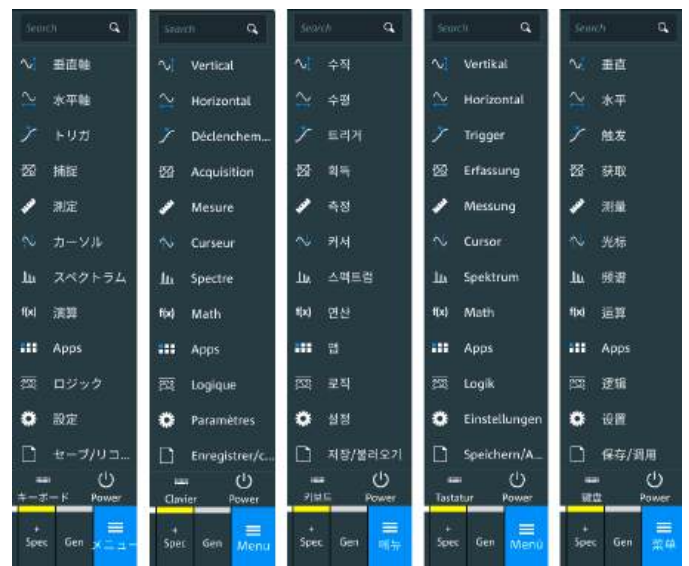 Search
垂直軸
水平軸
トリガ
捕捉
測定
カーソル
スペクトラム
f(x) 演算
Apps
ロジック
設定
セーブ/リコ...
キーボード Power
+
Spec Gen メニュー
Search
Vertical
Horizontal
Déclenchem...
Acquisition
Mesure
Curseur
Spectre
f(x) Math
Apps
Logique
Paramètres
Enregistrer/c...
Clavier Power
+
Spec Gen Menu
Search
수직
수평
트리거
획득
측정
커서
스펙트럼
f(x) 연산
앱
로직
설정
저장/불러오기
키보드 Power
+
Spec Gen 메뉴
Search
Vertikal
Horizontal
Trigger
Erfassung
Messung
Cursor
Spektrum
f(x) Math
Apps
Logik
Einstellungen
Speichern/A...
Tastatur Power
+
Spec Gen Menü
Search
垂直
水平
触发
获取
测量
光标
频谱
f(x) 运算
Apps
逻辑
设置
保存/调用
键盘 Power
+
Spec Gen 菜单